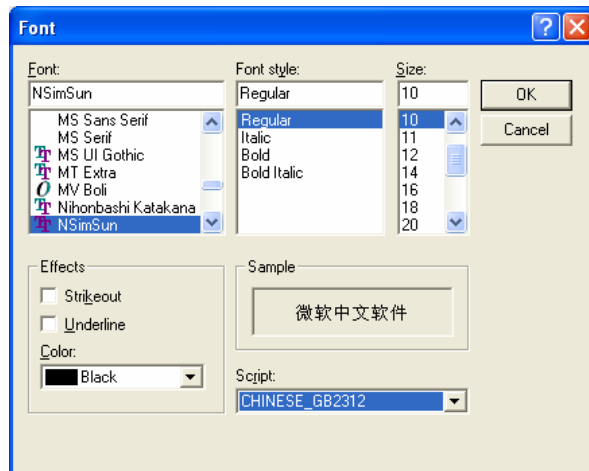 Font
Font:
NSimSun
MS Sans Serif
MS Serif
MS UI Gothic
MT Extra
MV Boli
Nihonbashi Katakana
NSimSun
Font style:
Regular
Regular
Italic
Bold
Bold Italic
Size:
10
10
11
12
14
16
18
20
OK
Cancel
Effects
Strikeout
Underline
Color:
Black
Sample
微软中文软件
Script:
CHINESE_GB2312